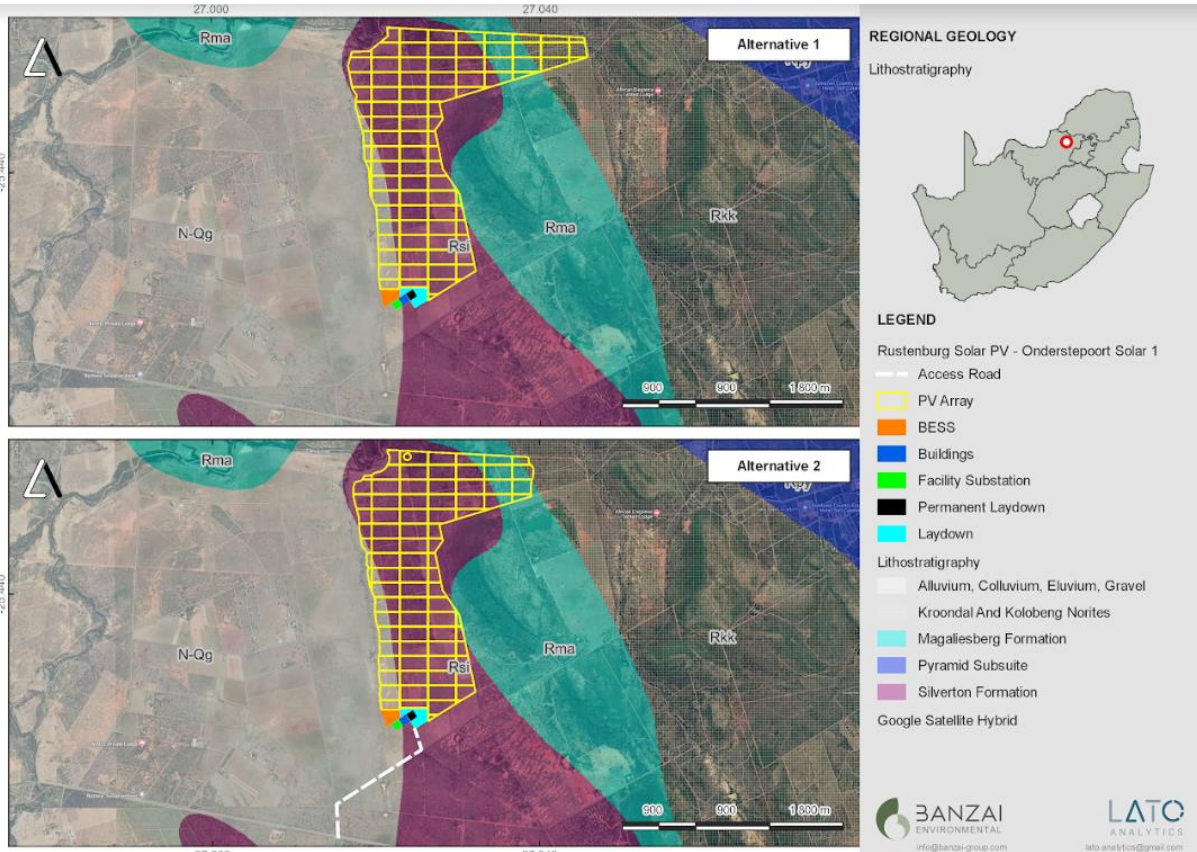 27.000
27.040
Rma
Alternative 1
N-Qg
Rsi
Rma
Rkk
900 900 1 800 m
Rma
Alternative 2
N-Qg
Rsi
Rma
Rkk
900 900 1 800 m
REGIONAL GEOLOGY
Lithostratigraphy
LEGEND
Rustenburg Solar PV - Onderstepoort Solar 1
Access Road
PV Array
BESS
Buildings
Facility Substation
Permanent Laydown
Laydown
Lithostratigraphy
Alluvium, Colluvium, Eluvium, Gravel
Kroondal And Kolobeng Norites
Magaliesberg Formation
Pyramid Subsuite
Silverton Formation
Google Satellite Hybrid
BANZAI
ENVIRONMENTAL
info@banzai-group.com
LATO
ANALYTICS
lato.analytics@gmail.com